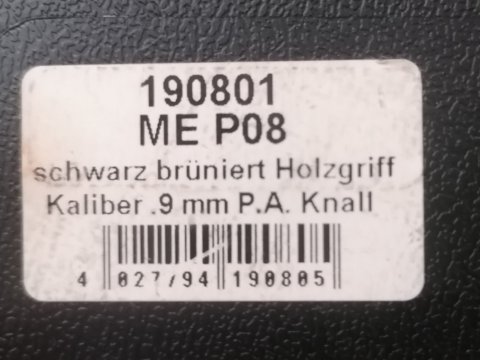 190801
ME P08
schwarz brüniert Holzgriff
Kaliber .9 mm P.A. Knall
4 027794 190805